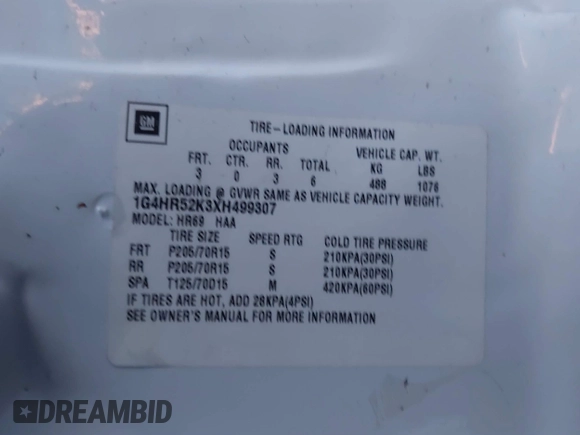 GM
TIRE-LOADING INFORMATION
OCCUPANTS VEHICLE CAP. WT.
FRT. CTR. RR. TOTAL KG LBS
3 0 3 6 488 1076
MAX. LOADING @ GVWR SAME AS VEHICLE CAPACITY WEIGHT.
1G4HR52K3XH499307
MODEL: HR69 HAA
TIRE SIZE SPEED RTG COLD TIRE PRESSURE
FRT P205/70R15 S 210KPA(30PSI)
RR P205/70R15 S 210KPA(30PSI)
SPA T125/70D15 M 420KPA(60PSI)
IF TIRES ARE HOT, ADD 28KPA(4PSI)
SEE OWNER'S MANUAL FOR MORE INFORMATION
DREAMBID